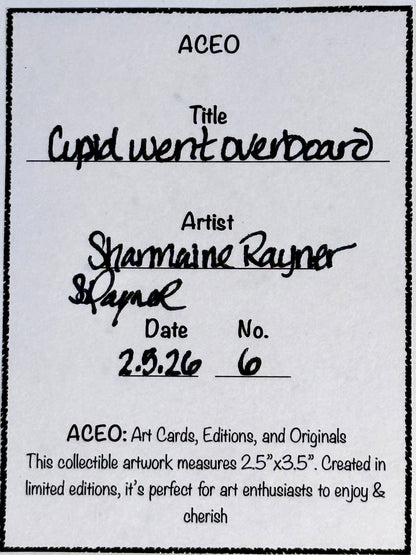 ACEO
Title
Cupid went overboard
Artist
Sharmaine Rayner
SRayner
Date No.
2.5.26 6
ACEO: Art Cards, Editions, and Originals
This collectible artwork measures 2.5"x3.5". Created in
limited editions, it's perfect for art enthusiasts to enjoy &
cherish